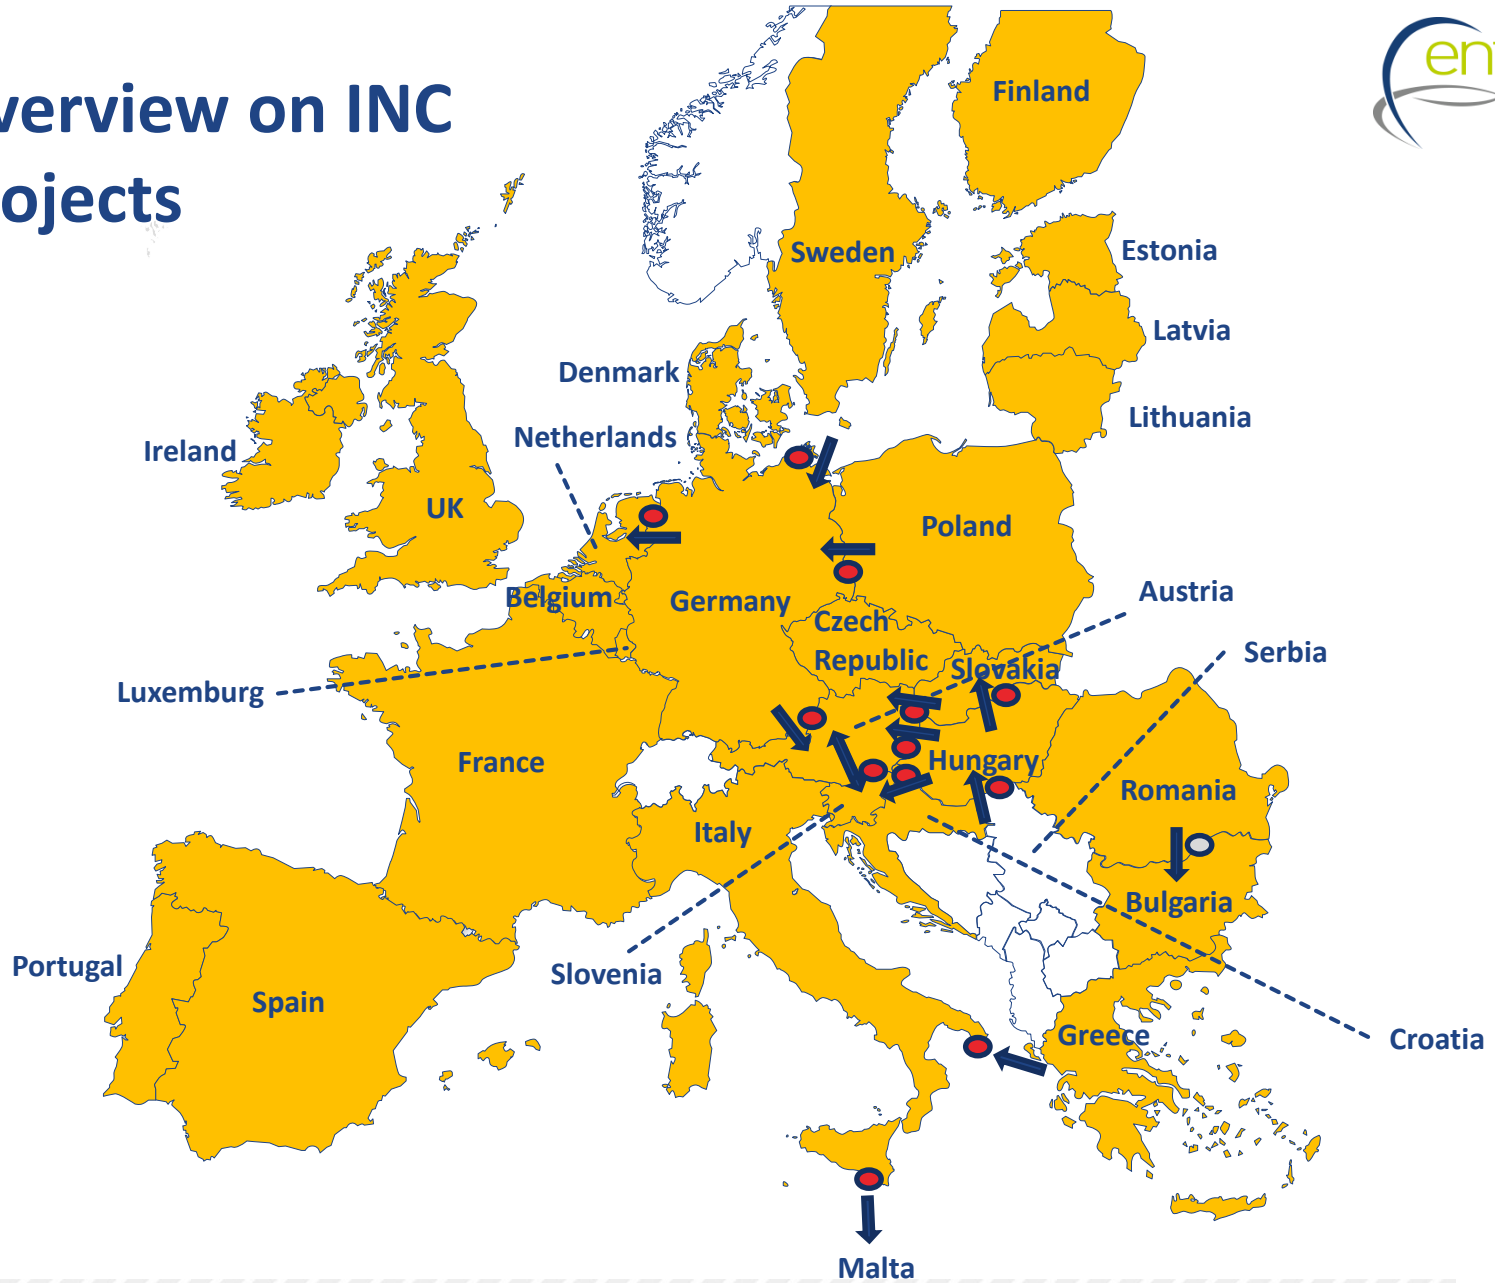 verview on INC
ojects
en
Finland
Sweden
Estonia
Latvia
Denmark
Lithuania
Netherlands
Ireland
UK
Poland
Belgium
Germany
Austria
Czech
Republic
Slovakia
Serbia
Luxemburg
France
Hungary
Romania
Italy
Bulgaria
Portugal
Slovenia
Spain
Greece
Croatia
Malta